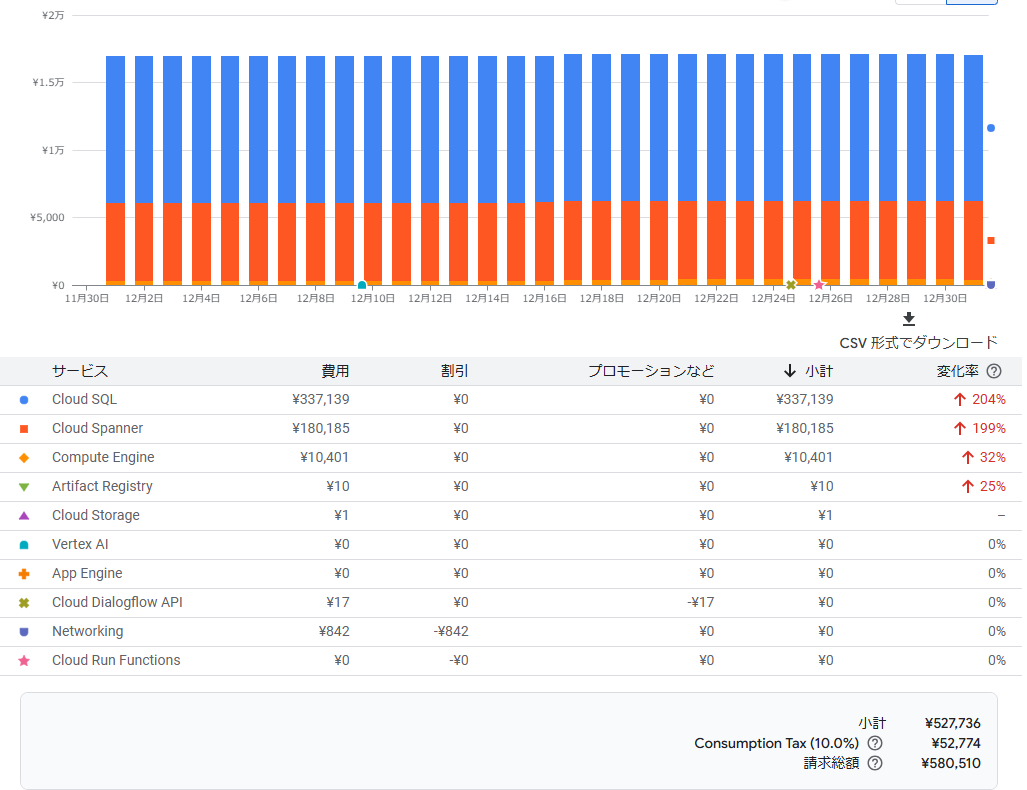 ¥2万
¥1.5万
¥1万
¥5,000
¥0
11月30日 12月2日 12月4日 12月6日 12月8日 12月10日 12月12日 12月14日 12月16日 12月18日 12月20日 12月22日 12月24日 12月26日 12月28日 12月30日
CSV 形式でダウンロード
サービス 費用 割引 プロモーションなど ↓ 小計 変化率 ?
Cloud SQL ¥337,139 ¥0 ¥0 ¥337,139 ↑ 204%
Cloud Spanner ¥180,185 ¥0 ¥0 ¥180,185 ↑ 199%
Compute Engine ¥10,401 ¥0 ¥0 ¥10,401 ↑ 32%
Artifact Registry ¥10 ¥0 ¥0 ¥10 ↑ 25%
Cloud Storage ¥1 ¥0 ¥0 ¥1 –
Vertex AI ¥0 ¥0 ¥0 ¥0 0%
App Engine ¥0 ¥0 ¥0 ¥0 0%
Cloud Dialogflow API ¥17 ¥0 -¥17 ¥0 0%
Networking ¥842 -¥842 ¥0 ¥0 0%
Cloud Run Functions ¥0 -¥0 ¥0 ¥0 0%
小計 ¥527,736
Consumption Tax (10.0%) ? ¥52,774
請求総額 ? ¥580,510